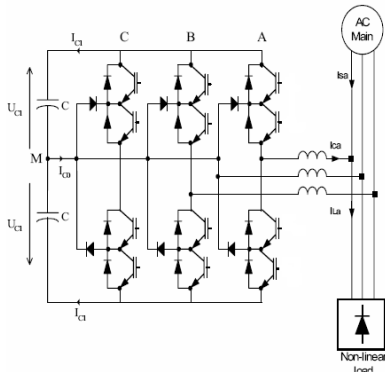 I_C1
C
B
A
AC
Main
Isa
U_C1
C
M
I_C0
Ica
ILa
U_C1
C
I_C1
Non-linear
load